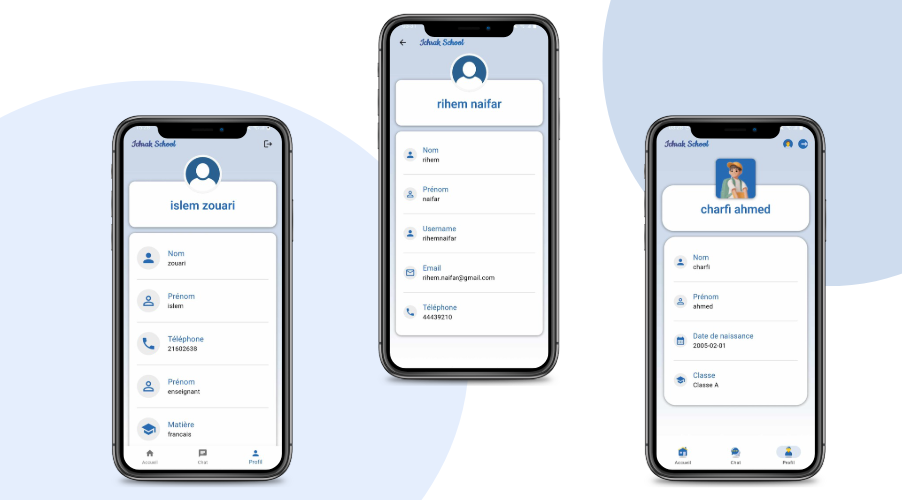 Ichrak School
islem zouari
Nom
zouari
Prénom
islem
Téléphone
21602638
Prénom
enseignant
Matière
francais
Accueil
Chat
Profil
Ichrak School
rihem naifar
Nom
rihem
Prénom
naifar
Username
rihemnaifar
Email
rihem.naifar@gmail.com
Téléphone
44439210
Ichrak School
charfi ahmed
Nom
charfi
Prénom
ahmed
Date de naissance
2005-02-01
Classe
Classe A
Accueil
Chat
Profil